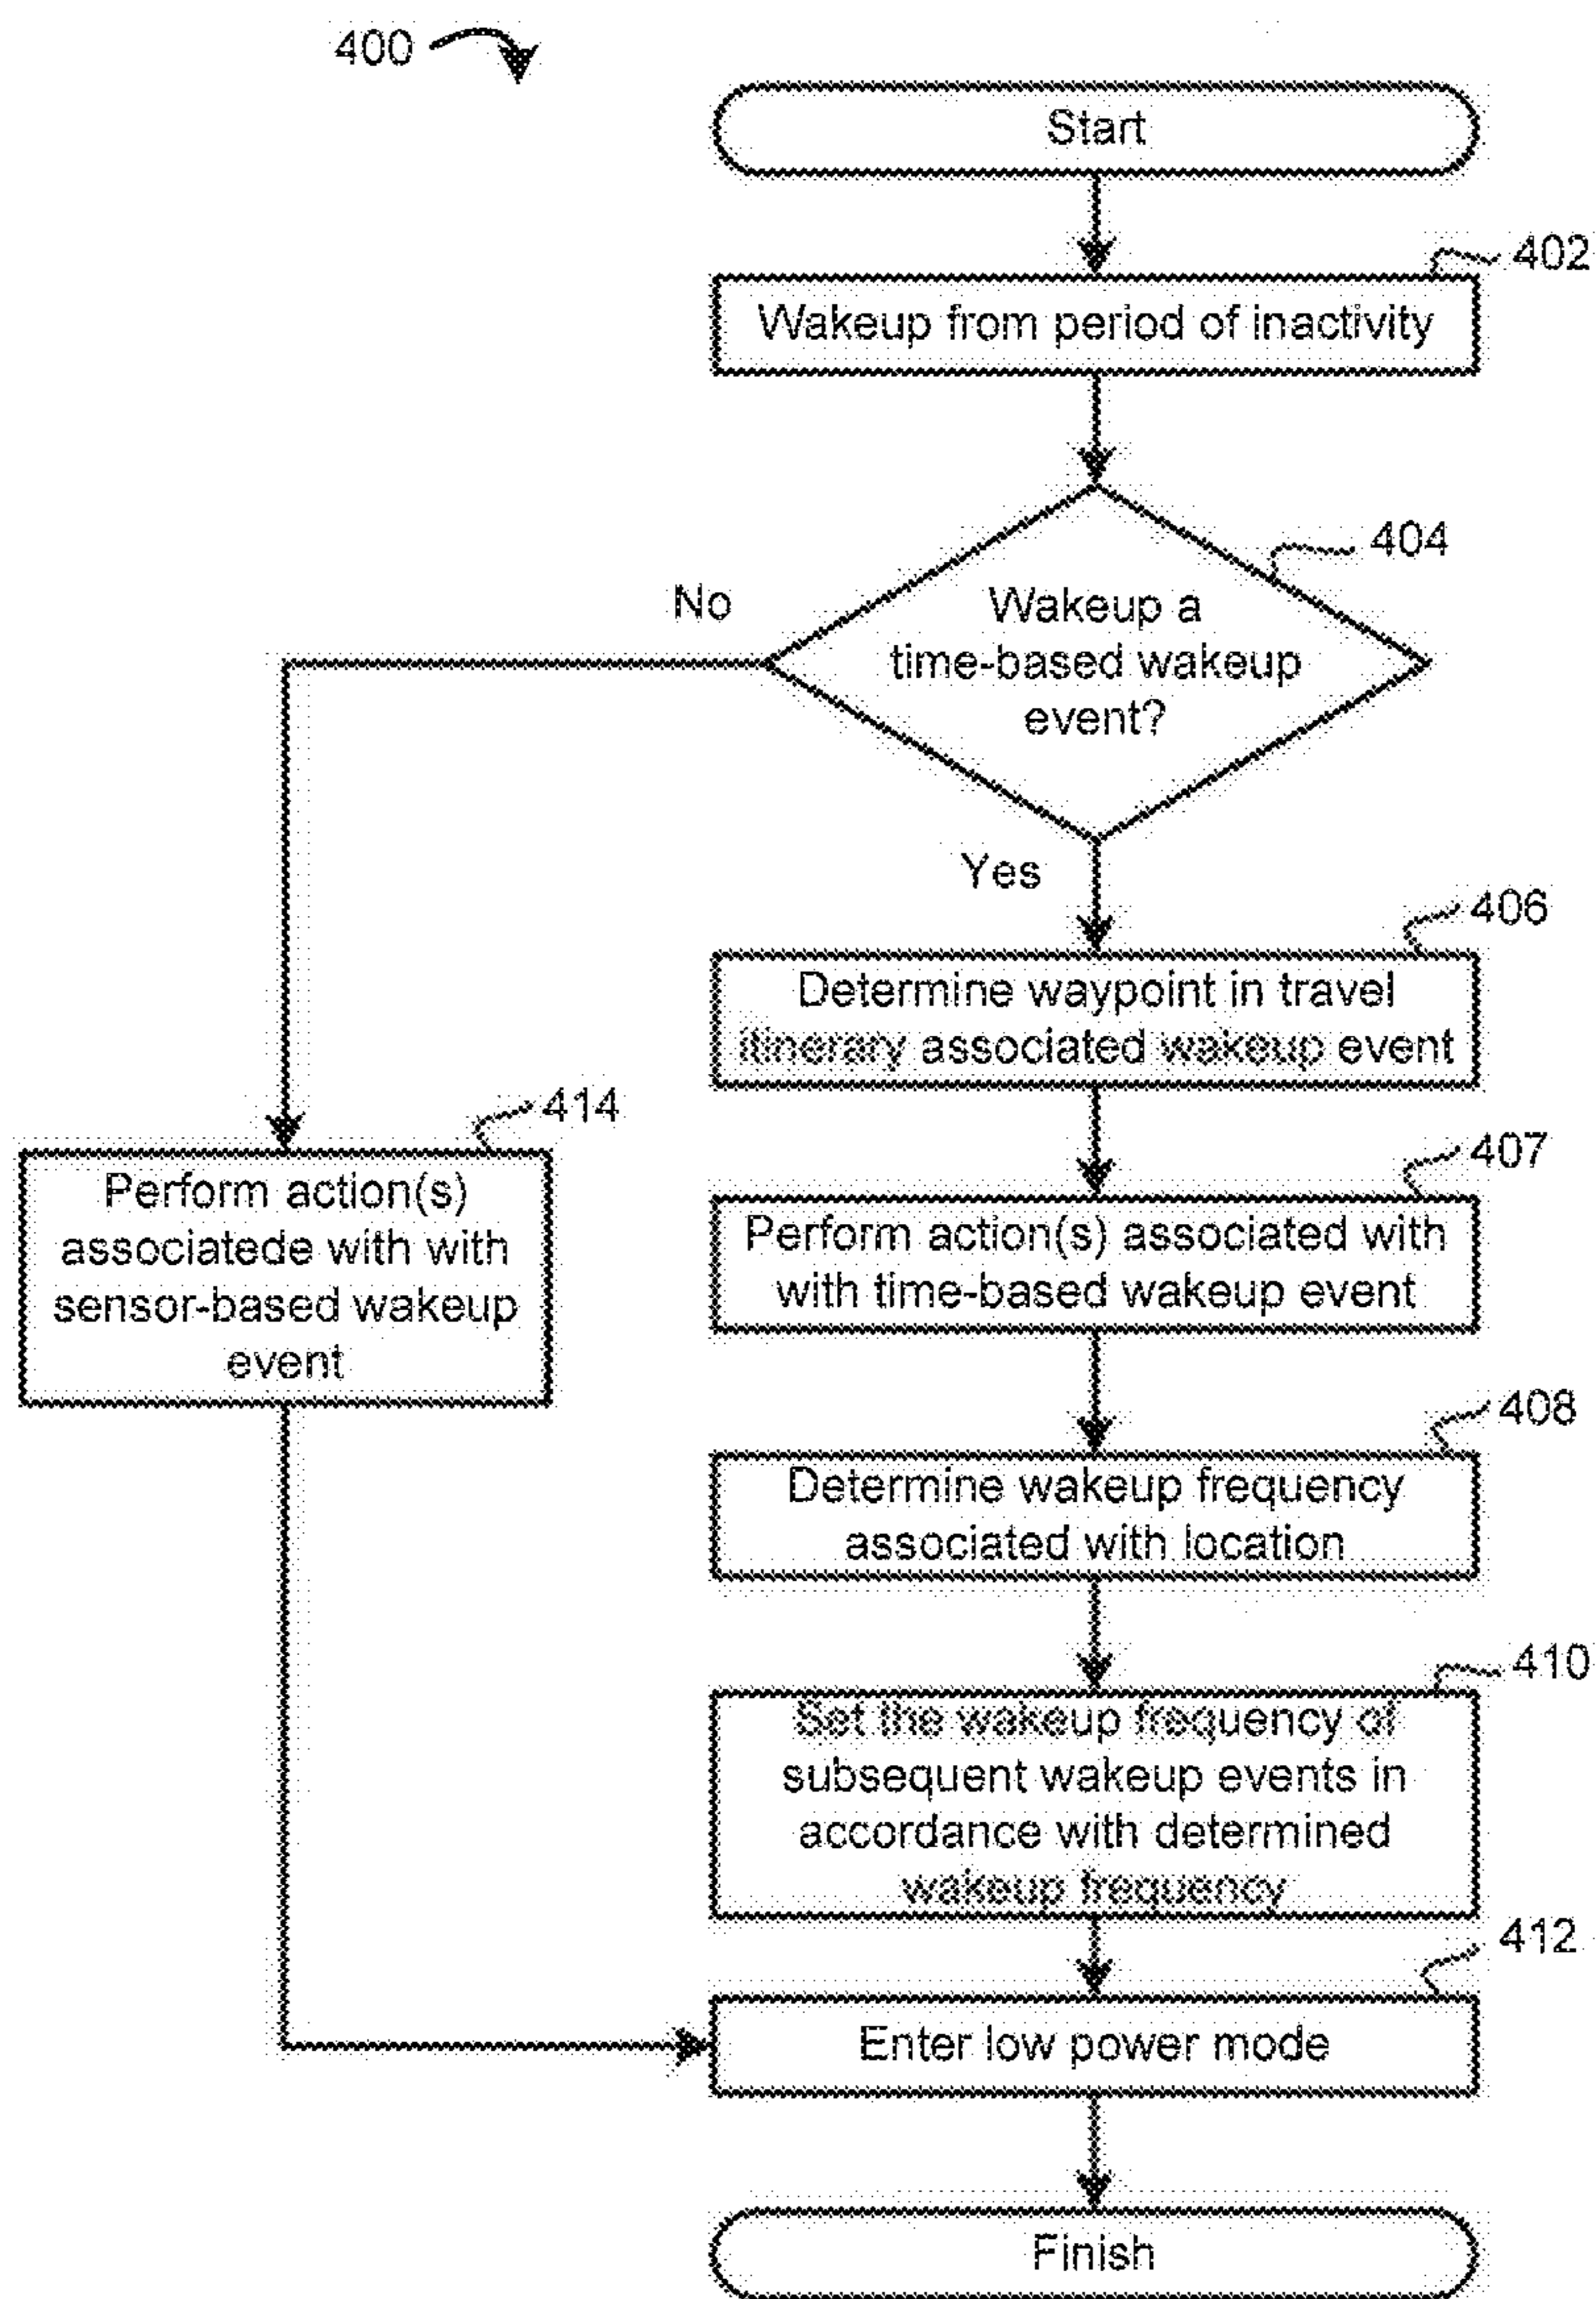 400
Start
402
Wakeup from period of inactivity
404
No
Wakeup a
time-based wakeup
event?
Yes
406
Determine waypoint in travel
itinerary associated wakeup event
414
Perform action(s)
associatede with with
sensor-based wakeup
event
407
Perform action(s) associated with
with time-based wakeup event
408
Determine wakeup frequency
associated with location
410
Set the wakeup frequency of
subsequent wakeup events in
accordance with determined
wakeup frequency
412
Enter low power mode
Finish